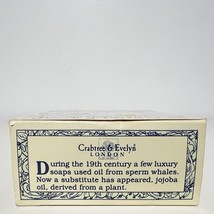 Crabtree & Evelyn
LONDON
During the 19th century a few luxury
soaps used oil from sperm whales.
Now a substitute has appeared, jojoba
oil, derived from a plant.